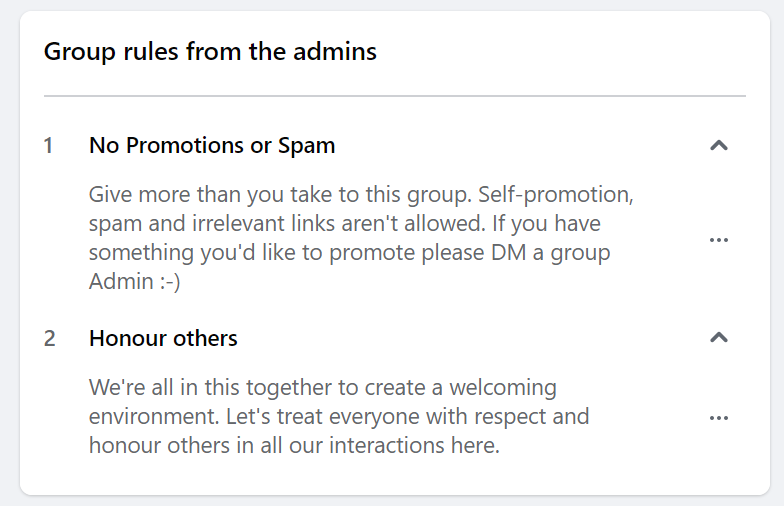 Group rules from the admins
1 No Promotions or Spam
Give more than you take to this group. Self-promotion,
spam and irrelevant links aren't allowed. If you have
something you'd like to promote please DM a group
Admin :-)
2 Honour others
We're all in this together to create a welcoming
environment. Let's treat everyone with respect and
honour others in all our interactions here.